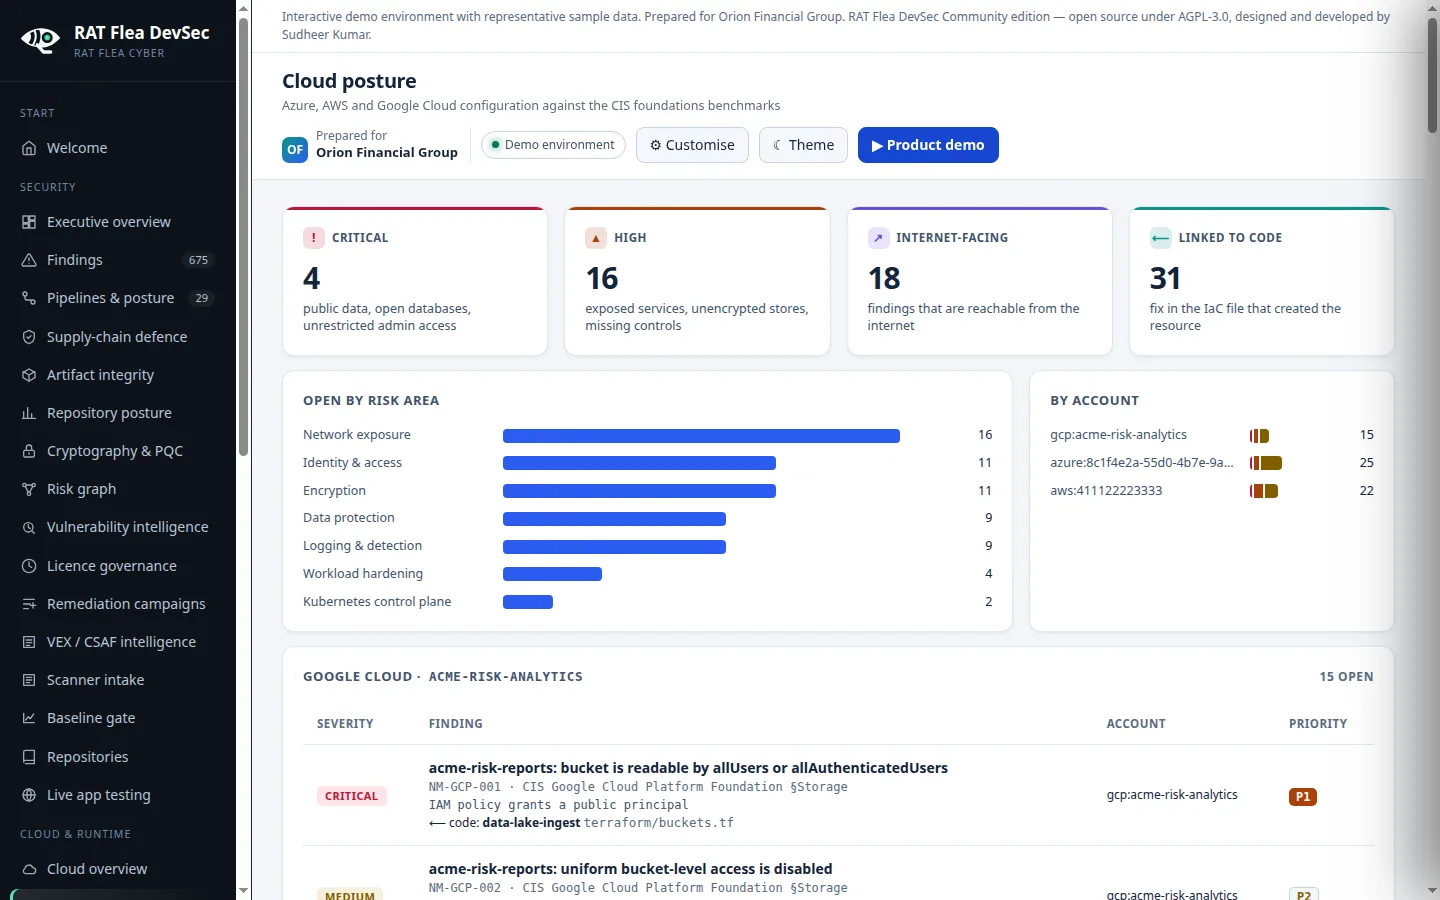 RAT Flea DevSec
RAT FLEA CYBER
START
Welcome
SECURITY
Executive overview
Findings 675
Pipelines & posture 29
Supply-chain defence
Artifact integrity
Repository posture
Cryptography & PQC
Risk graph
Vulnerability intelligence
Licence governance
Remediation campaigns
VEX / CSAF intelligence
Scanner intake
Baseline gate
Repositories
Live app testing
CLOUD & RUNTIME
Cloud overview
Interactive demo environment with representative sample data. Prepared for Orion Financial Group. RAT Flea DevSec Community edition — open source under AGPL-3.0, designed and developed by
Sudheer Kumar.
Cloud posture
Azure, AWS and Google Cloud configuration against the CIS foundations benchmarks
OF
Prepared for
Orion Financial Group
Demo environment
⚙ Customise
☾ Theme
▶ Product demo
! CRITICAL
4
public data, open databases,
unrestricted admin access
▲ HIGH
16
exposed services, unencrypted stores,
missing controls
↗ INTERNET-FACING
18
findings that are reachable from the
internet
⟵ LINKED TO CODE
31
fix in the IaC file that created the
resource
OPEN BY RISK AREA
Network exposure 16
Identity & access 11
Encryption 11
Data protection 9
Logging & detection 9
Workload hardening 4
Kubernetes control plane 2
BY ACCOUNT
gcp:acme-risk-analytics 15
azure:8c1f4e2a-55d0-4b7e-9a... 25
aws:411122223333 22
GOOGLE CLOUD · ACME-RISK-ANALYTICS 15 OPEN
SEVERITY FINDING ACCOUNT PRIORITY
CRITICAL
acme-risk-reports: bucket is readable by allUsers or allAuthenticatedUsers
NM-GCP-001 · CIS Google Cloud Platform Foundation §Storage
IAM policy grants a public principal
⟵ code: data-lake-ingest terraform/buckets.tf
gcp:acme-risk-analytics
P1
MEDIUM
acme-risk-reports: uniform bucket-level access is disabled
NM-GCP-002 · CIS Google Cloud Platform Foundation §Storage
gcp:acme-risk-analytics
P2